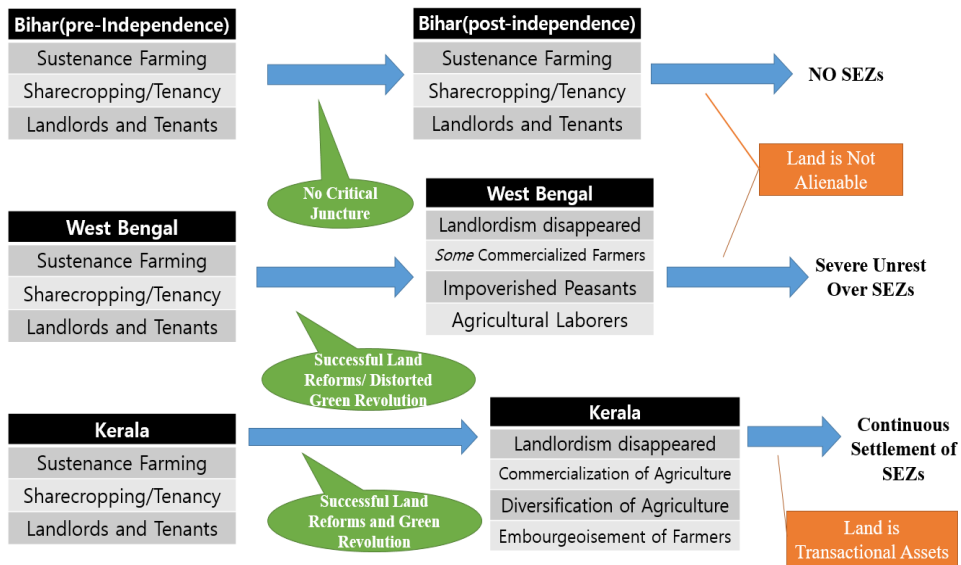 Bihar(pre-Independence)
Sustenance Farming
Sharecropping/Tenancy
Landlords and Tenants
Bihar(post-independence)
Sustenance Farming
Sharecropping/Tenancy
Landlords and Tenants
NO SEZs
No Critical
Juncture
Land is Not
Alienable
West Bengal
Sustenance Farming
Sharecropping/Tenancy
Landlords and Tenants
West Bengal
Landlordism disappeared
Some Commercialized Farmers
Impoverished Peasants
Agricultural Laborers
Severe Unrest
Over SEZs
Successful Land
Reforms/ Distorted
Green Revolution
Kerala
Sustenance Farming
Sharecropping/Tenancy
Landlords and Tenants
Kerala
Landlordism disappeared
Commercialization of Agriculture
Diversification of Agriculture
Embourgeoisement of Farmers
Continuous
Settlement of
SEZs
Successful Land
Reforms and Green
Revolution
Land is
Transactional Assets